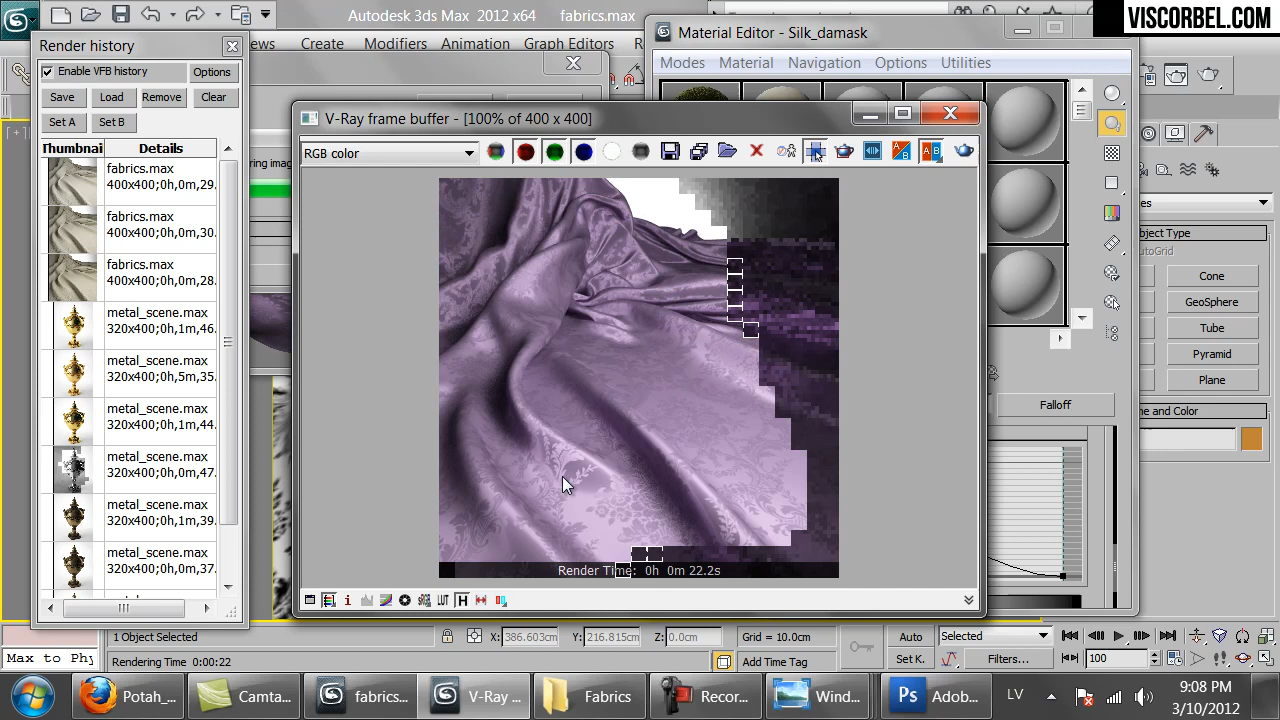 VISCORBEL.COM
Autodesk 3ds Max 2012 x64 fabrics.max
Render history
ews Create Modifiers Animation Graph Editors R
Material Editor - Silk_damask
Modes Material Navigation Options Utilities
Enable VFB history Options
Save Load Remove Clear
Set A Set B
V-Ray frame buffer - [100% of 400 x 400]
RGB color
Thumbnai Details
fabrics.max
400x400;0h,0m,29.
fabrics.max
400x400;0h,0m,30.
fabrics.max
400x400;0h,0m,28.
metal_scene.max
320x400;0h,1m,46.
metal_scene.max
320x400;0h,5m,35.
metal_scene.max
320x400;0h,1m,44.
metal_scene.max
320x400;0h,0m,47.
metal_scene.max
320x400;0h,1m,39.
metal_scene.max
320x400;0h,0m,37.
ring imag
es
bject Type
AutoGrid
Cone
GeoSphere
Tube
Pyramid
Plane
Falloff
me and Color
Render Time: 0h 0m 22.2s
LUT H
1 Object Selected X: 386.603cm Y: 216.815cm Z: 0.0cm Grid = 10.0cm Auto Selected
Max to Phy Rendering Time 0:00:22 Add Time Tag Set K. Filters... 100
Potah_... Camta... fabrics... V-Ray ... Fabrics Recor... Wind... Adob... LV 9:08 PM
3/10/2012